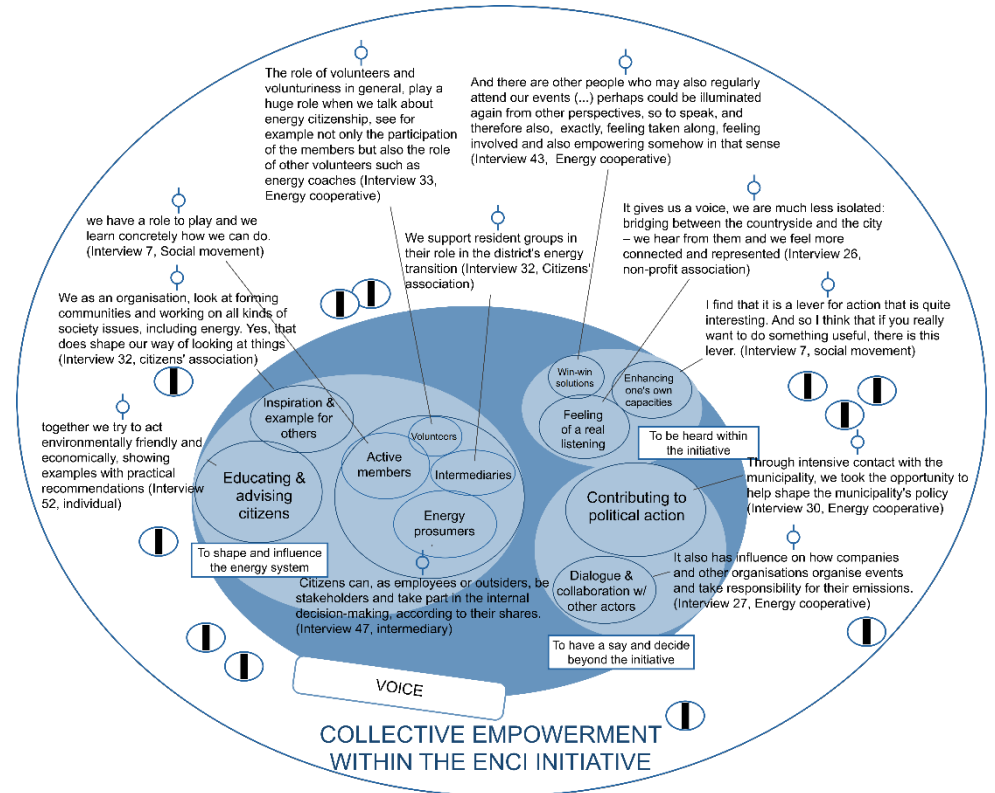 The role of volunteers and
volunturiness in general, play a
huge role when we talk about
energy citizenship, see for
example not only the participation
of the members but also the role
of other volunteers such as
energy coaches (Interview 33,
Energy cooperative)
And there are other people who may also regularly
attend our events (...) perhaps could be illuminated
again from other perspectives, so to speak, and
therefore also,  exactly, feeling taken along, feeling
involved and also empowering somehow in that sense
(Interview 43,  Energy cooperative)
we have a role to play and we
learn concretely how we can do.
(Interview 7, Social movement)
We support resident groups in
their role in the district's energy
transition (Interview 32, Citizens'
association)
It gives us a voice, we are much less isolated:
bridging between the countryside and the city
– we hear from them and we feel more
connected and represented (Interview 26,
non-profit association)
We as an organisation, look at forming
communities and working on all kinds of
society issues, including energy. Yes, that
does shape our way of looking at things
(Interview 32, citizens' association)
I find that it is a lever for action that is quite
interesting. And so I think that if you really
want to do something useful, there is this
lever. (Interview 7, social movement)
together we try to act
environmentally friendly and
economically, showing
examples with practical
recommendations (Interview
52, individual)
Inspiration &
example for
others
Educating &
advising
citizens
Active
members
Volunteers
Intermediaries
Energy
prosumers
To shape and influence
the energy system
Win-win
solutions
Enhancing
one's own
capacities
Feeling
of a real
listening
To be heard within
the initiative
Contributing to
political action
Dialogue &
collaboration w/
other actors
To have a say and decide
beyond the initiative
Through intensive contact with the
municipality, we took the opportunity to
help shape the municipality's policy
(Interview 30, Energy cooperative)
It also has influence on how companies
and other organisations organise events
and take responsibility for their emissions.
(Interview 27, Energy cooperative)
Citizens can, as employees or outsiders, be
stakeholders and take part in the internal
decision-making, according to their shares.
(Interview 47, intermediary)
VOICE
COLLECTIVE EMPOWERMENT
WITHIN THE ENCI INITIATIVE